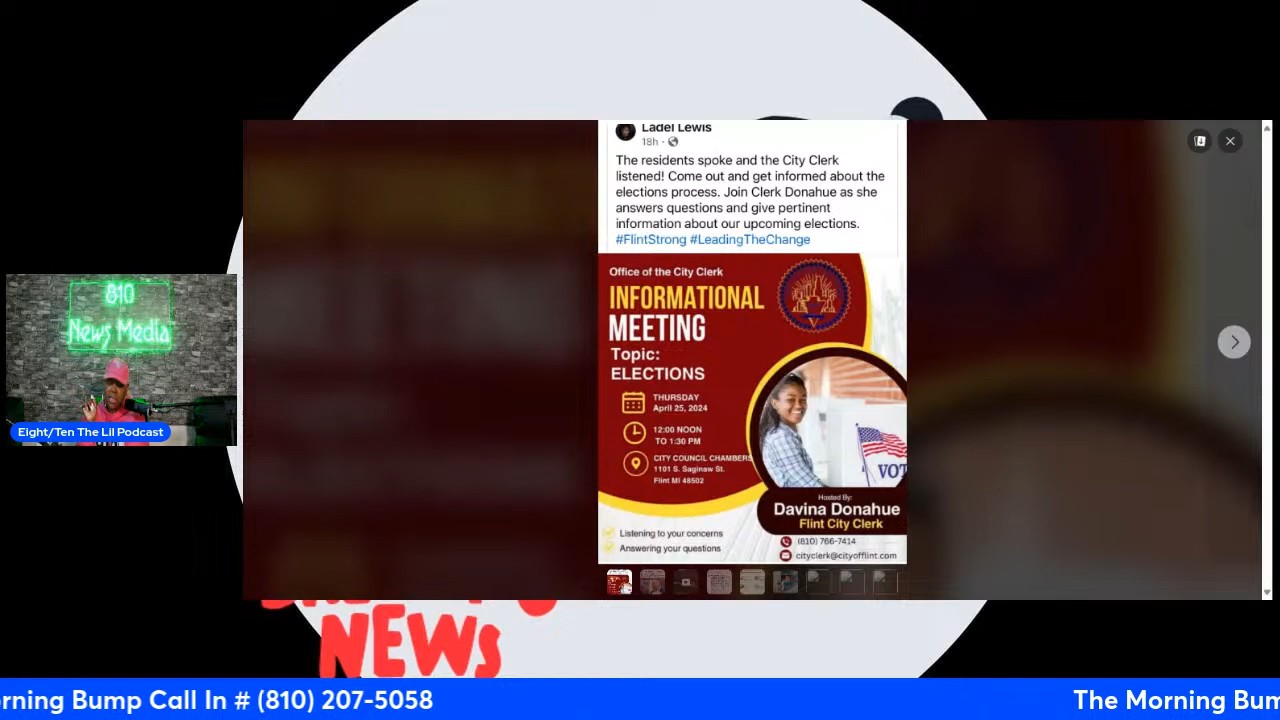 810
News Media
Eight/Ten The Lil Podcast
Ladel Lewis
18h
The residents spoke and the City Clerk
listened! Come out and get informed about the
elections process. Join Clerk Donahue as she
answers questions and give pertinent
information about our upcoming elections.
#FlintStrong #LeadingTheChange
Office of the City Clerk
INFORMATIONAL
MEETING
Topic:
ELECTIONS
THURSDAY
April 25, 2024
12:00 NOON
TO 1:30 PM
CITY COUNCIL CHAMBERS
1101 S. Saginaw St.
Flint MI 48502
VOT
Hosted By:
Davina Donahue
Flint City Clerk
(810) 766-7414
cityclerk@cityofflint.com
Listening to your concerns
Answering your questions
NEWS
orning Bump Call In # (810) 207-5058
The Morning Bum